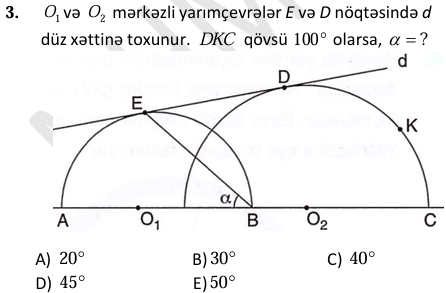 3. O₁ və O₂ mərkəzli yarımçevrələr E və D nöqtəsində d
düz xəttinə toxunur. DKC qövsü 100° olarsa, α = ?
d
D
E
K
α
A O₁ B O₂ C
A) 20° B) 30° C) 40°
D) 45° E) 50°